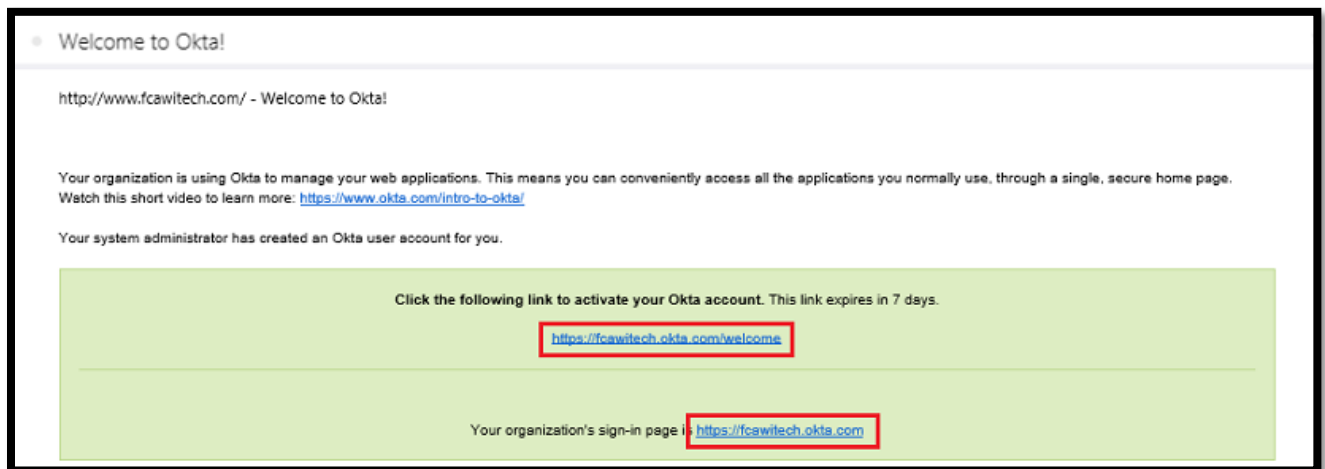 Welcome to Okta!
http://www.fcawitech.com/ - Welcome to Okta!
Your organization is using Okta to manage your web applications. This means you can conveniently access all the applications you normally use, through a single, secure home page.
Watch this short video to learn more: https://www.okta.com/intro-to-okta/
Your system administrator has created an Okta user account for you.
Click the following link to activate your Okta account. This link expires in 7 days.
https://fcawitech.okta.com/welcome
Your organization's sign-in page is https://fcawitech.okta.com